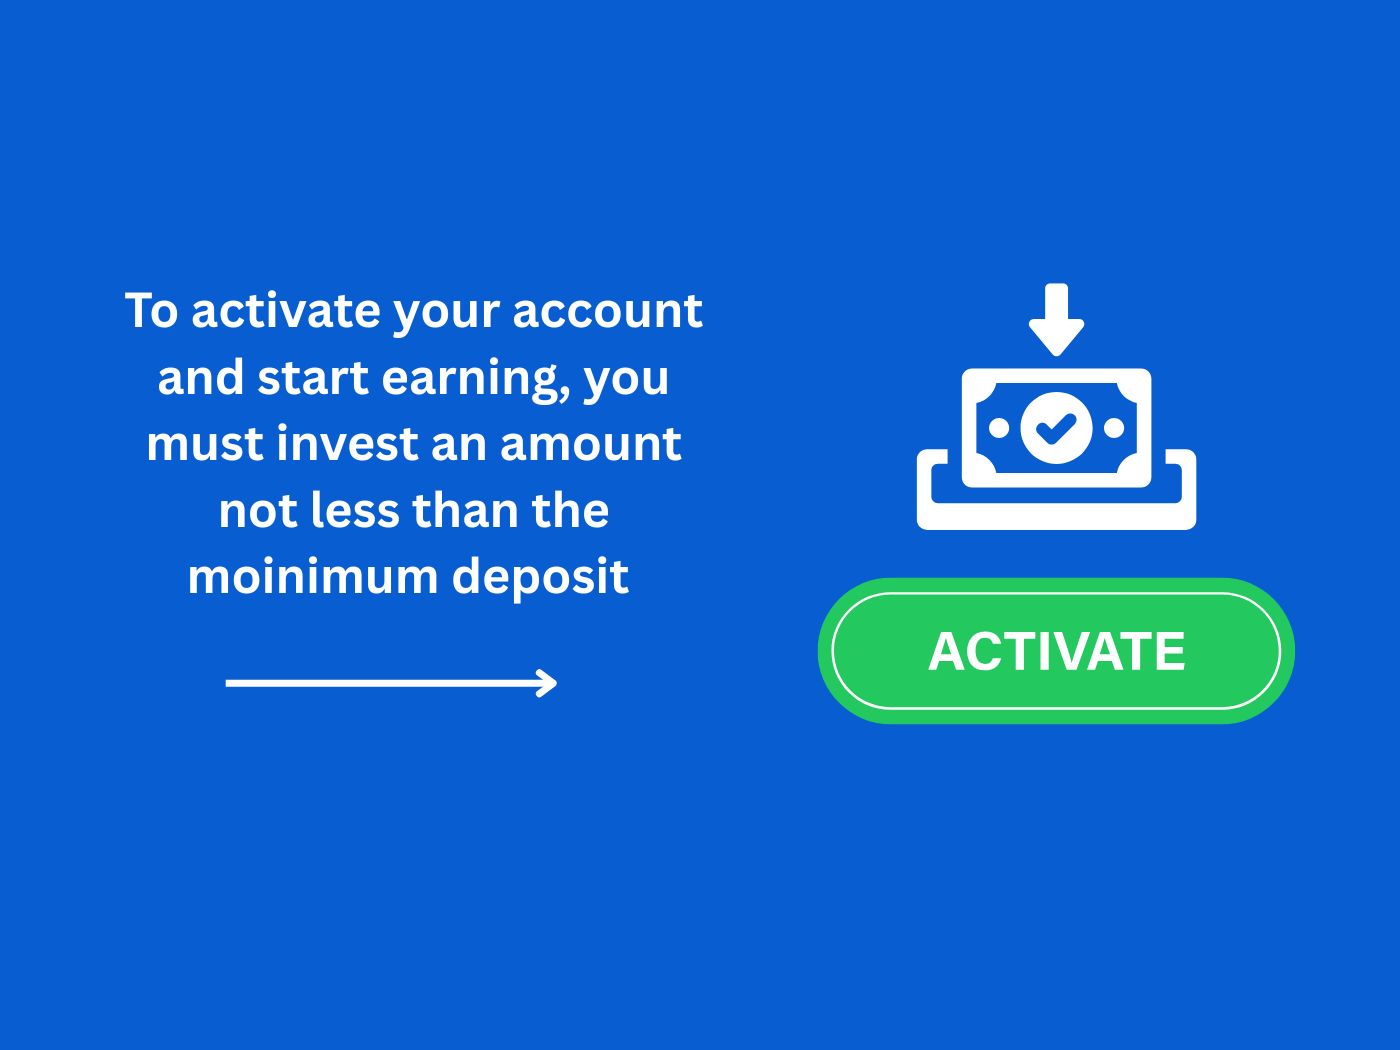 To activate your account
and start earning, you
must invest an amount
not less than the
moinimum deposit
ACTIVATE